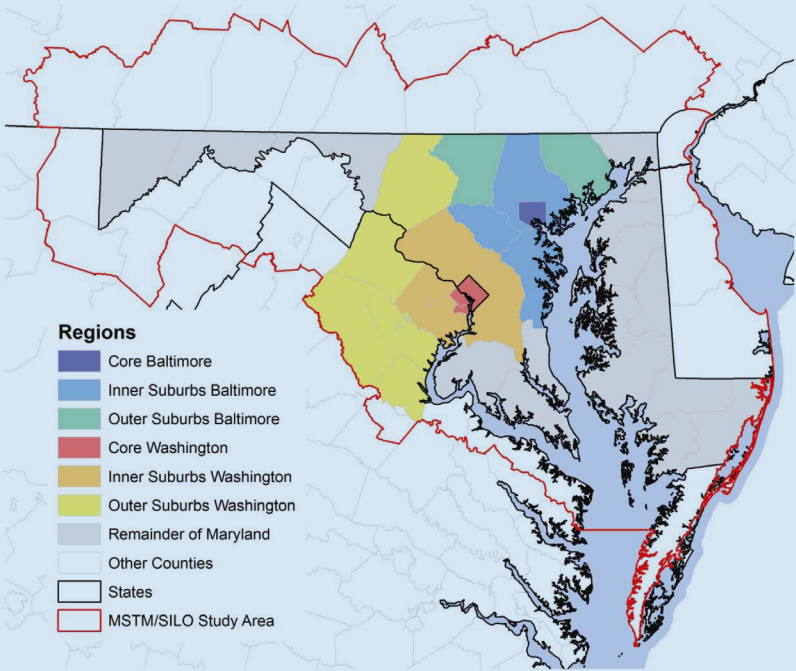 Regions
Core Baltimore
Inner Suburbs Baltimore
Outer Suburbs Baltimore
Core Washington
Inner Suburbs Washington
Outer Suburbs Washington
Remainder of Maryland
Other Counties
States
MSTM/SILO Study Area